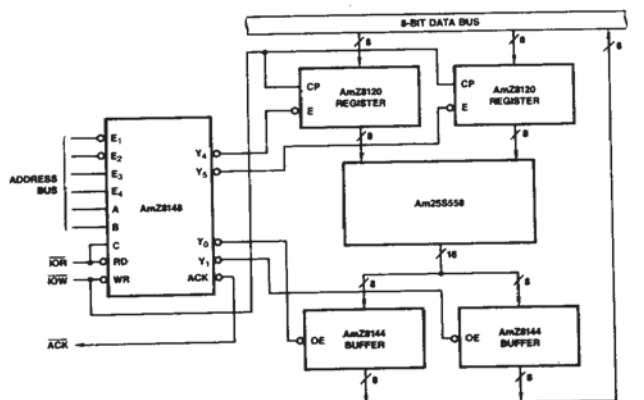 8-BIT DATA BUS
8
8
8
CP
AmZ8120
REGISTER
E
CP
AmZ8120
REGISTER
E
8
8
ADDRESS
BUS
E1
E2
E3
E4
A
B
C
RD
WR
AmZ8148
Y4
Y5
Y0
Y1
ACK
IOR
IOW
ACK
Am25S558
16
8
8
OE
AmZ8144
BUFFER
OE
AmZ8144
BUFFER
8
8